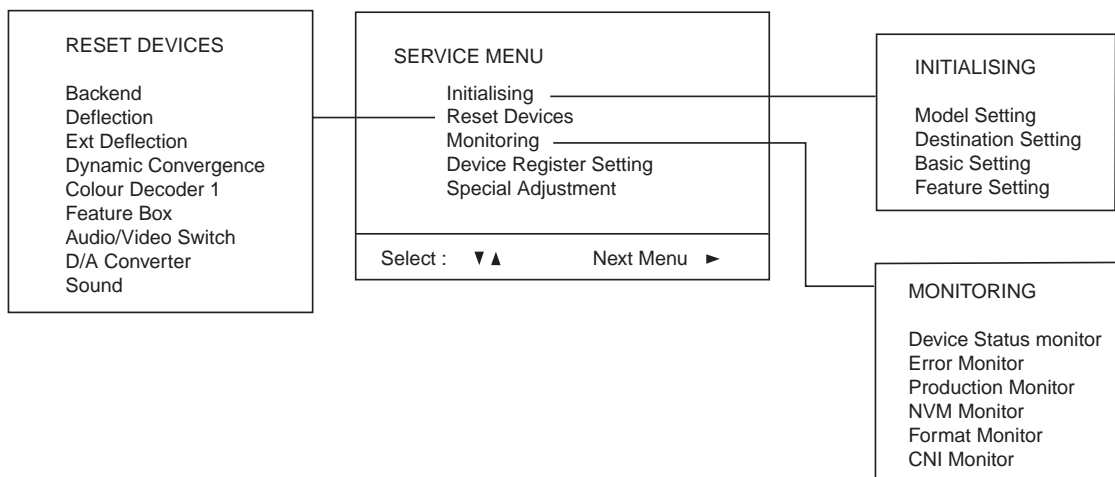 RESET DEVICES
Backend
Deflection
Ext Deflection
Dynamic Convergence
Colour Decoder 1
Feature Box
Audio/Video Switch
D/A Converter
Sound
SERVICE MENU
Initialising
Reset Devices
Monitoring
Device Register Setting
Special Adjustment
Select : ▼▲ Next Menu ►
INITIALISING
Model Setting
Destination Setting
Basic Setting
Feature Setting
MONITORING
Device Status monitor
Error Monitor
Production Monitor
NVM Monitor
Format Monitor
CNI Monitor